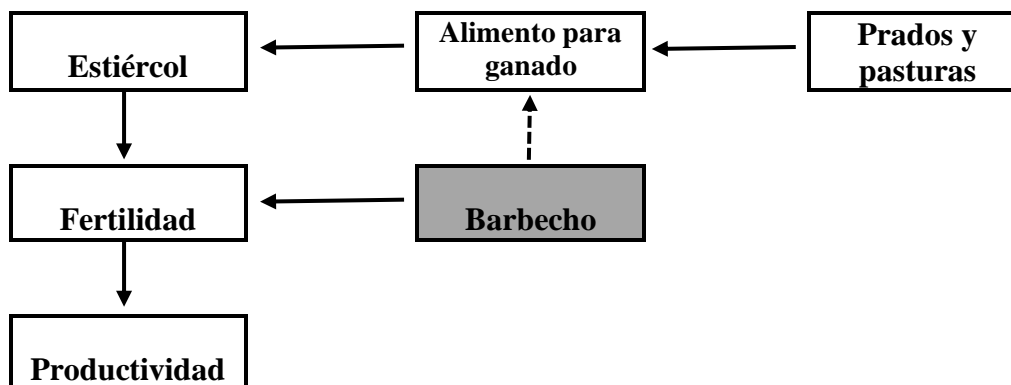 Estiércol
Alimento para
ganado
Prados y
pasturas
Fertilidad
Barbecho
Productividad